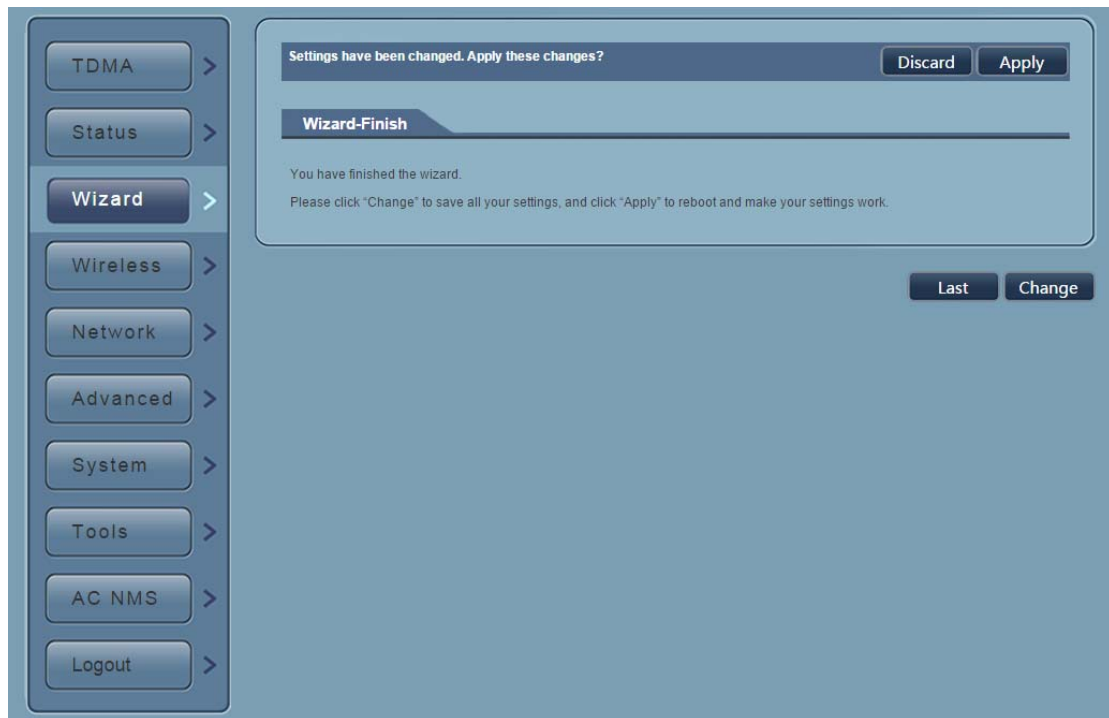 TDMA
Status
Wizard
Wireless
Network
Advanced
System
Tools
AC NMS
Logout
Settings have been changed. Apply these changes?
Discard
Apply
Wizard-Finish
You have finished the wizard.
Please click "Change" to save all your settings, and click "Apply" to reboot and make your settings work.
Last
Change